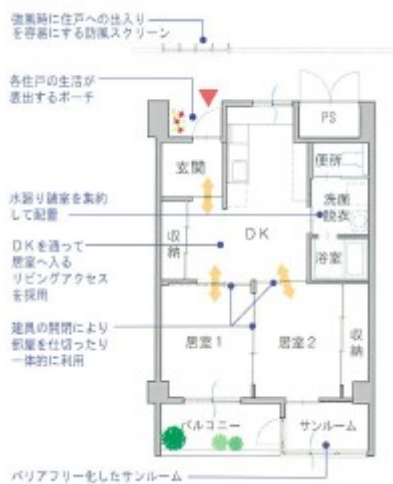 強風時に住戸への出入り
を容易にする防風スクリーン
各住戸の生活が
表出するポーチ
PS
玄関
便所
水廻り諸室を集約
して配置
洗面
脱衣
収
納
DK
DKを通って
居室へ入る
リビングアクセス
を採用
浴室
建具の開閉により
部屋を仕切ったり
一体的に利用
居室1
居室2
収
納
バルコニー
サンルーム
バリアフリー化したサンルーム